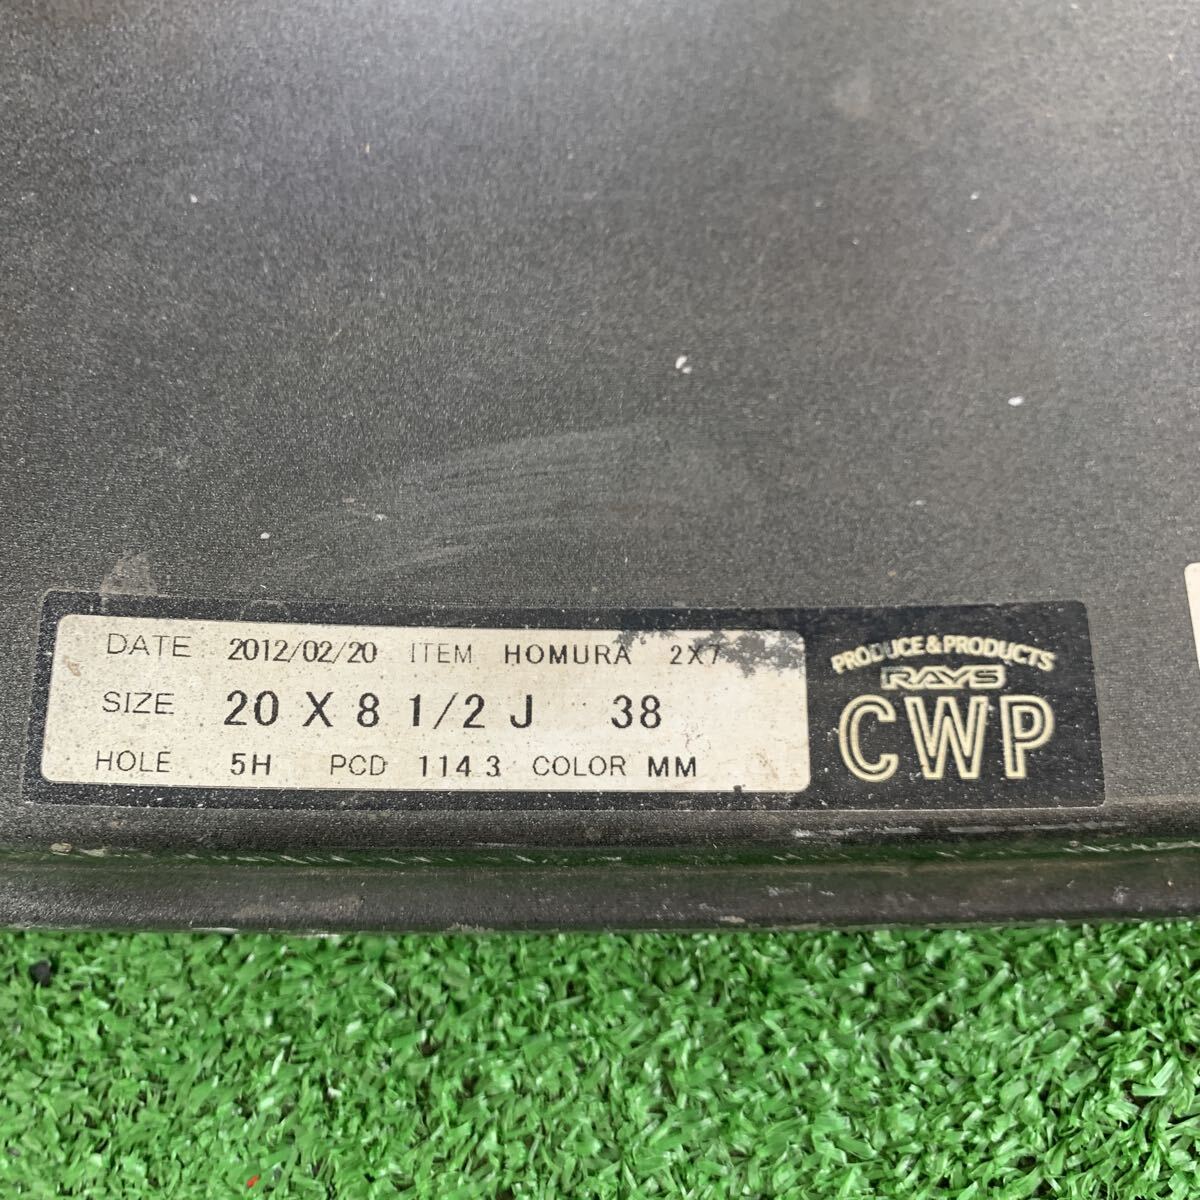 DATE 2012/02/20 ITEM HOMURA 2X7
SIZE 20 X 8 1/2 J 38
HOLE 5H PCD 114 3 COLOR MM
PRODUCE & PRODUCTS
RAYS
CWP